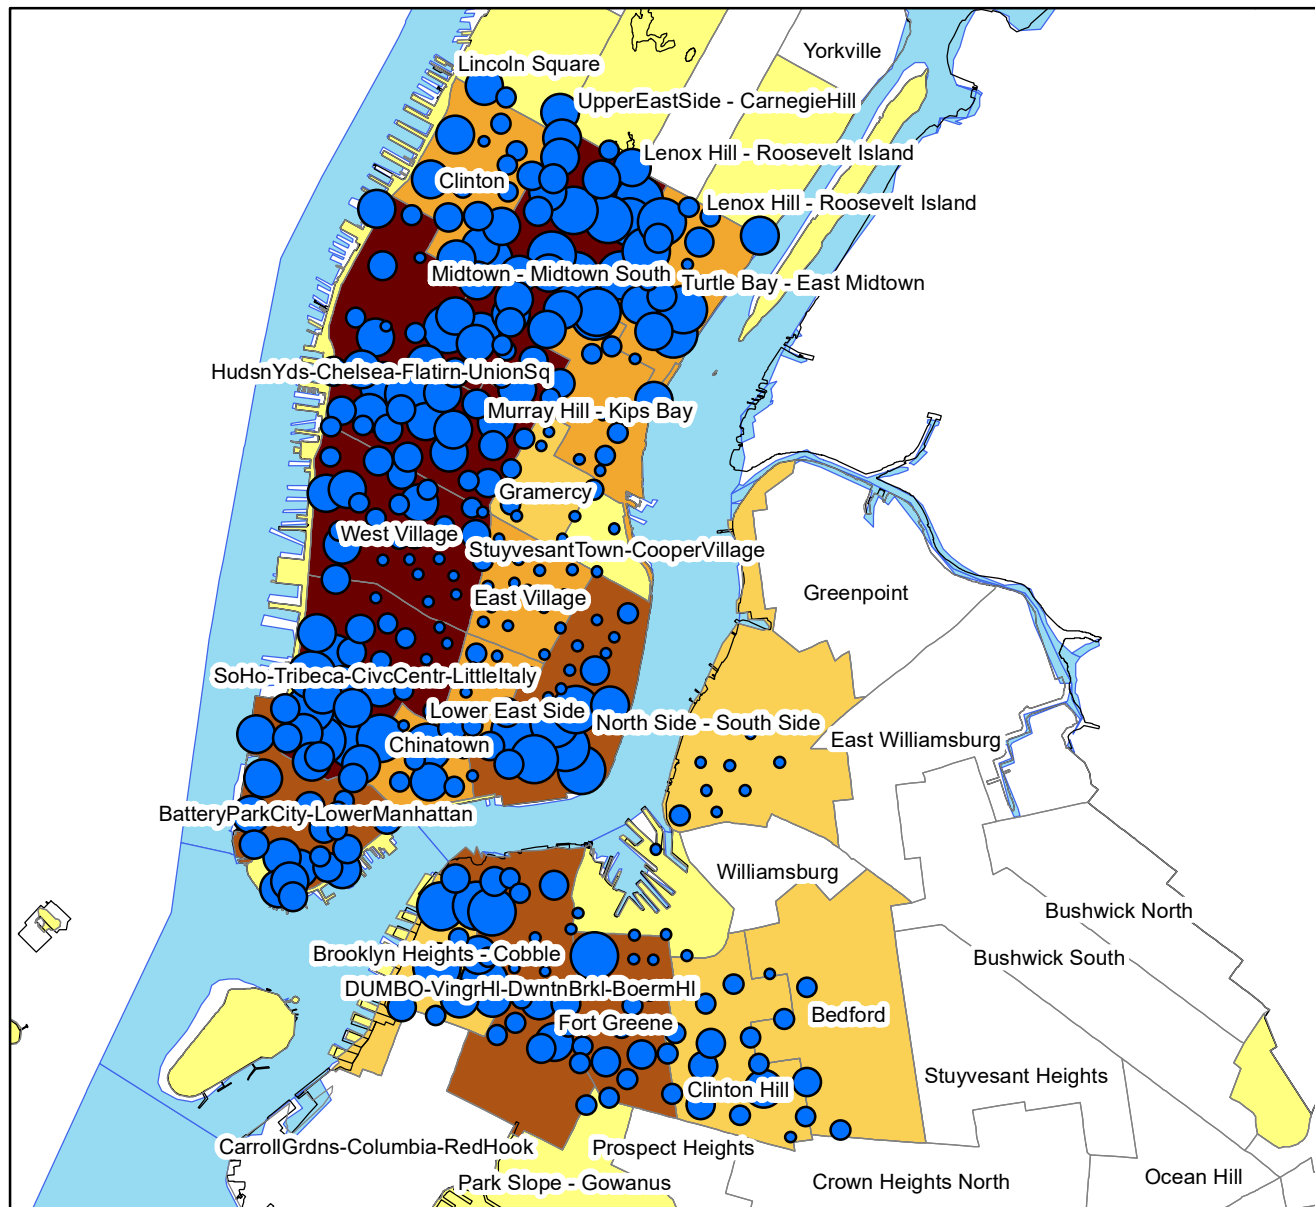 Yorkville
Lincoln Square
UpperEastSide - CarnegieHill
Lenox Hill - Roosevelt Island
Clinton
Lenox Hill - Roosevelt Island
Midtown - Midtown South
Turtle Bay - East Midtown
HudsnYds-Chelsea-Flatirn-UnionSq
Murray Hill - Kips Bay
Gramercy
West Village
StuyvesantTown-CooperVillage
Greenpoint
East Village
SoHo-Tribeca-CivcCentr-LittleItaly
Lower East Side
North Side - South Side
Chinatown
East Williamsburg
BatteryParkCity-LowerManhattan
Williamsburg
Bushwick North
Brooklyn Heights - Cobble
Bushwick South
DUMBO-VingrHl-DwntnBrkl-BoermHl
Fort Greene
Bedford
Stuyvesant Heights
Clinton Hill
CarrollGrdns-Columbia-RedHook
Prospect Heights
Park Slope - Gowanus
Crown Heights North
Ocean Hill